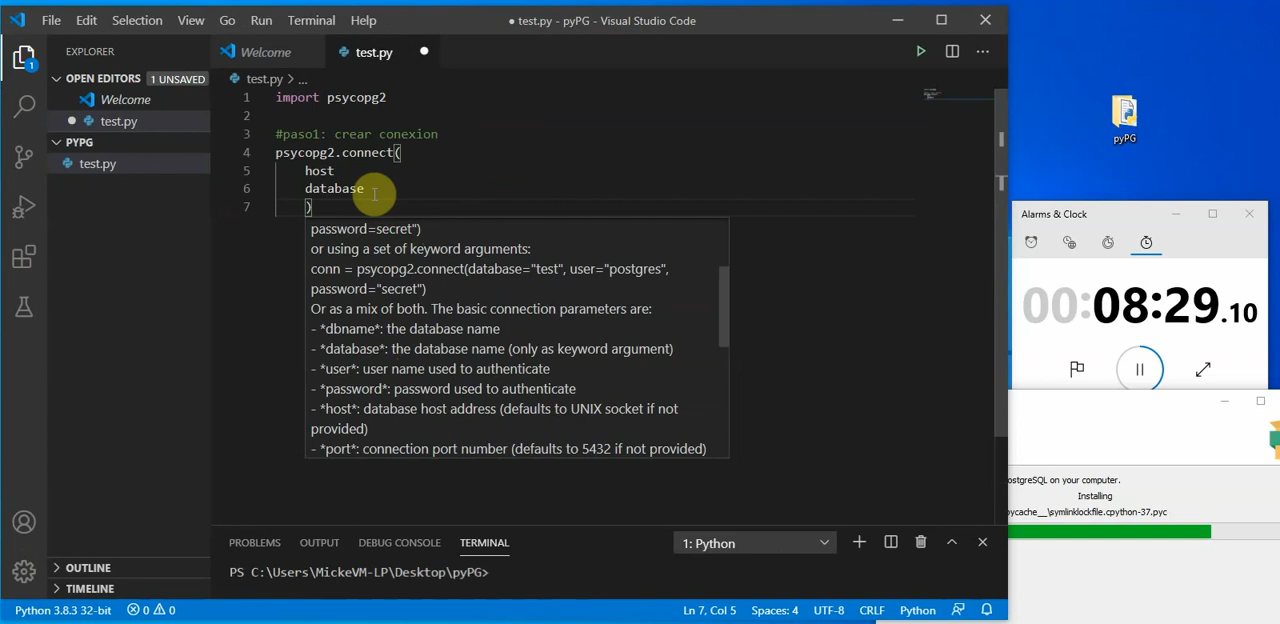 File Edit Selection View Go Run Terminal Help ● test.py - pyPG - Visual Studio Code
EXPLORER
OPEN EDITORS 1 UNSAVED
Welcome
test.py
PYPG
test.py
OUTLINE
TIMELINE
1
Welcome test.py
test.py > ...
1 import psycopg2
2
3 #paso1: crear conexion
4 psycopg2.connect(
5 host
6 database
7 )
password=secret")
or using a set of keyword arguments:
conn = psycopg2.connect(database="test", user="postgres",
password="secret")
Or as a mix of both. The basic connection parameters are:
- *dbname*: the database name
- *database*: the database name (only as keyword argument)
- *user*: user name used to authenticate
- *password*: password used to authenticate
- *host*: database host address (defaults to UNIX socket if not
provided)
- *port*: connection port number (defaults to 5432 if not provided)
PROBLEMS OUTPUT DEBUG CONSOLE TERMINAL 1: Python
PS C:\Users\MickeVM-LP\Desktop\pyPG>
Python 3.8.3 32-bit 0 0 Ln 7, Col 5 Spaces: 4 UTF-8 CRLF Python
pyPG
Alarms & Clock
00:08:29.10
ostgreSQL on your computer.
Installing
ycache__\symlinklockfile.cpython-37.pyc